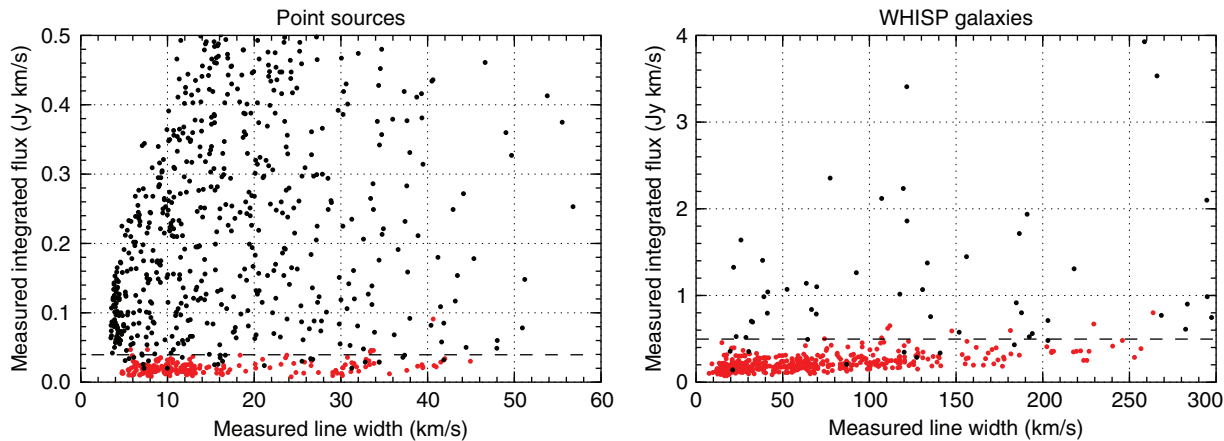 Point sources
Measured integrated flux (Jy km/s)
0.5
0.4
0.3
0.2
0.1
0.0
0 10 20 30 40 50 60
Measured line width (km/s)
WHISP galaxies
Measured integrated flux (Jy km/s)
4
3
2
1
0
0 50 100 150 200 250 300
Measured line width (km/s)